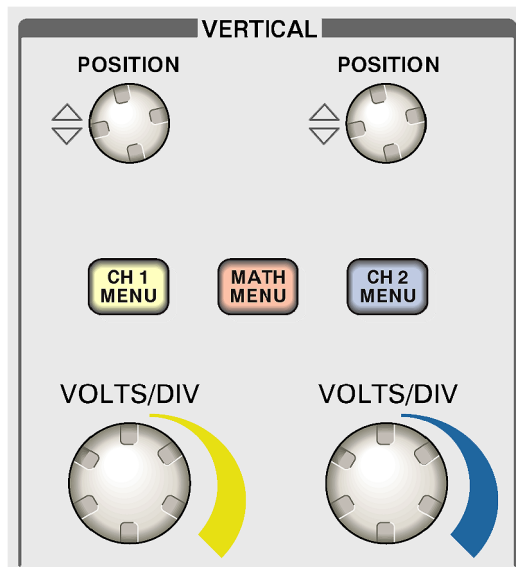 VERTICAL
POSITION
POSITION
CH 1
MENU
MATH
MENU
CH 2
MENU
VOLTS/DIV
VOLTS/DIV